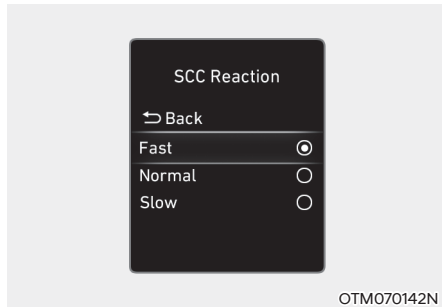 SCC Reaction
Back
Fast
Normal
Slow
OTM070142N